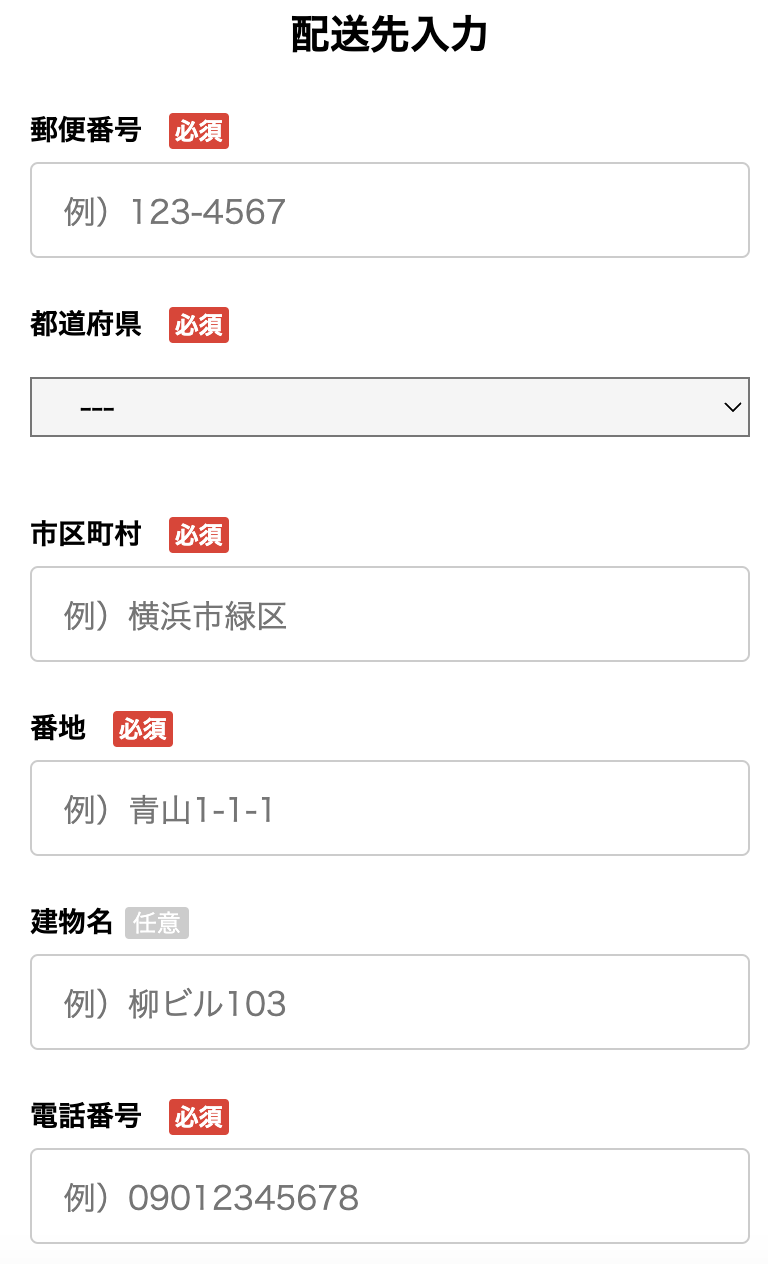 配送先入力
郵便番号 必須
例）123-4567
都道府県 必須
---
市区町村 必須
例）横浜市緑区
番地 必須
例）青山1-1-1
建物名 任意
例）柳ビル103
電話番号 必須
例）09012345678